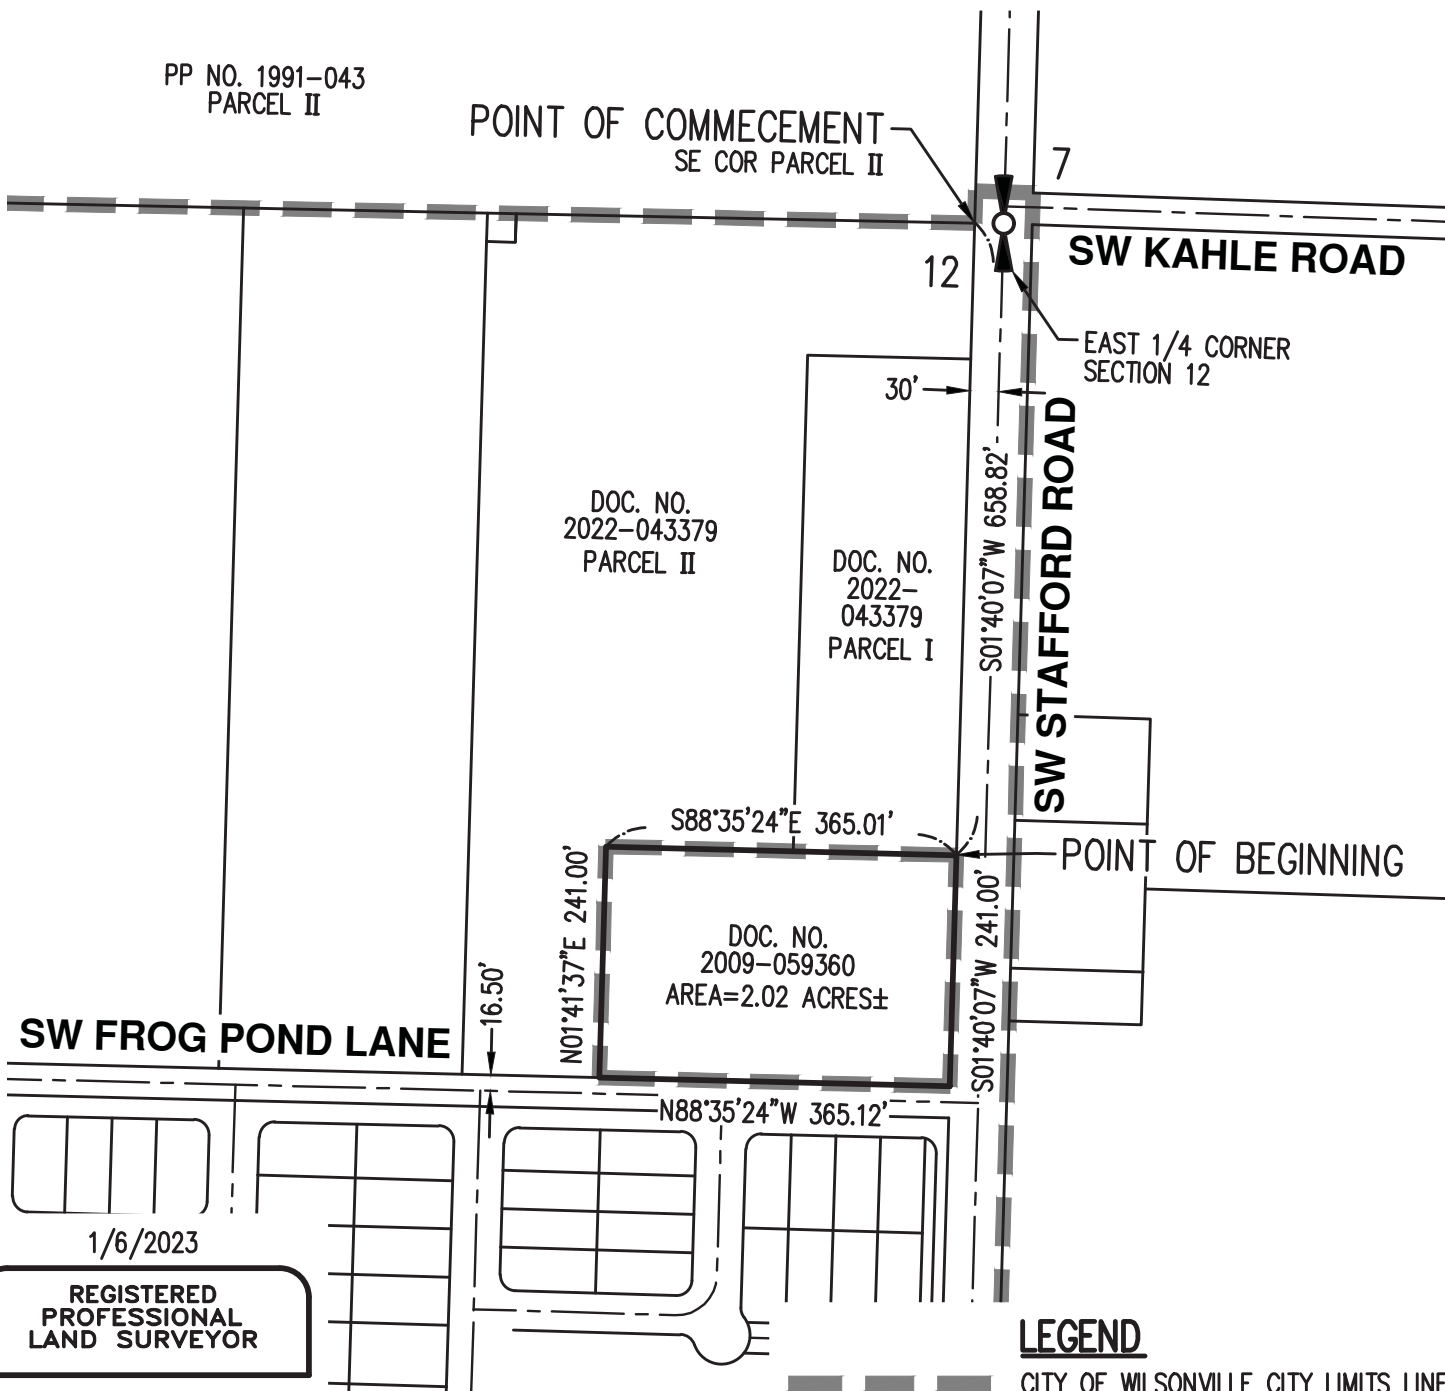 PP NO. 1991-043
PARCEL II
POINT OF COMMECEMENT
SE COR PARCEL II
7
SW KAHLE ROAD
12
EAST 1/4 CORNER
SECTION 12
30'
S01°40'07"W 658.82'
SW STAFFORD ROAD
DOC. NO.
2022-043379
PARCEL II
DOC. NO.
2022-
043379
PARCEL I
S88°35'24"E 365.01'
POINT OF BEGINNING
N01°41'37"E 241.00'
DOC. NO.
2009-059360
AREA=2.02 ACRES±
S01°40'07"W 241.00'
16.50'
SW FROG POND LANE
N88°35'24"W 365.12'
1/6/2023
REGISTERED
PROFESSIONAL
LAND SURVEYOR
LEGEND
CITY OF WILSONVILLE CITY LIMITS LINE